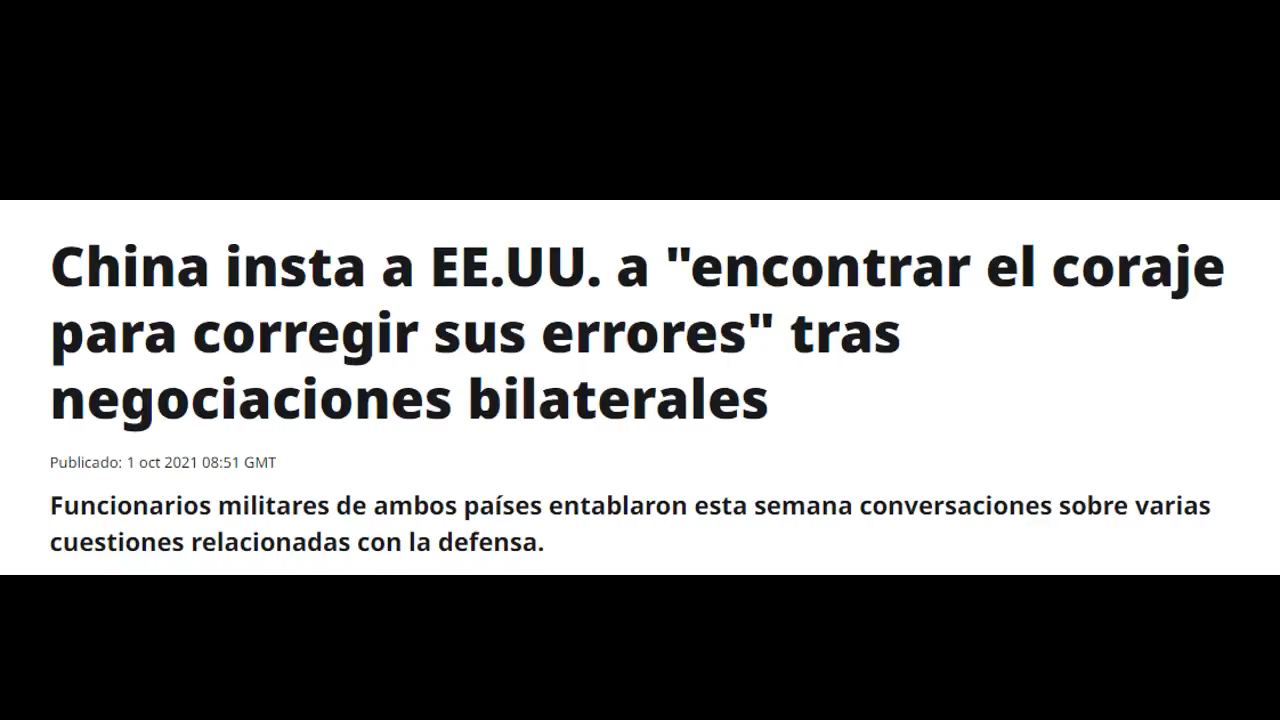 China insta a EE.UU. a "encontrar el coraje
para corregir sus errores" tras
negociaciones bilaterales
Publicado: 1 oct 2021 08:51 GMT
Funcionarios militares de ambos países entablaron esta semana conversaciones sobre varias
cuestiones relacionadas con la defensa.